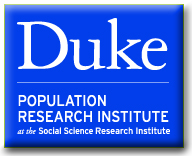 Duke
POPULATION
RESEARCH INSTITUTE
at the Social Science Research Institute